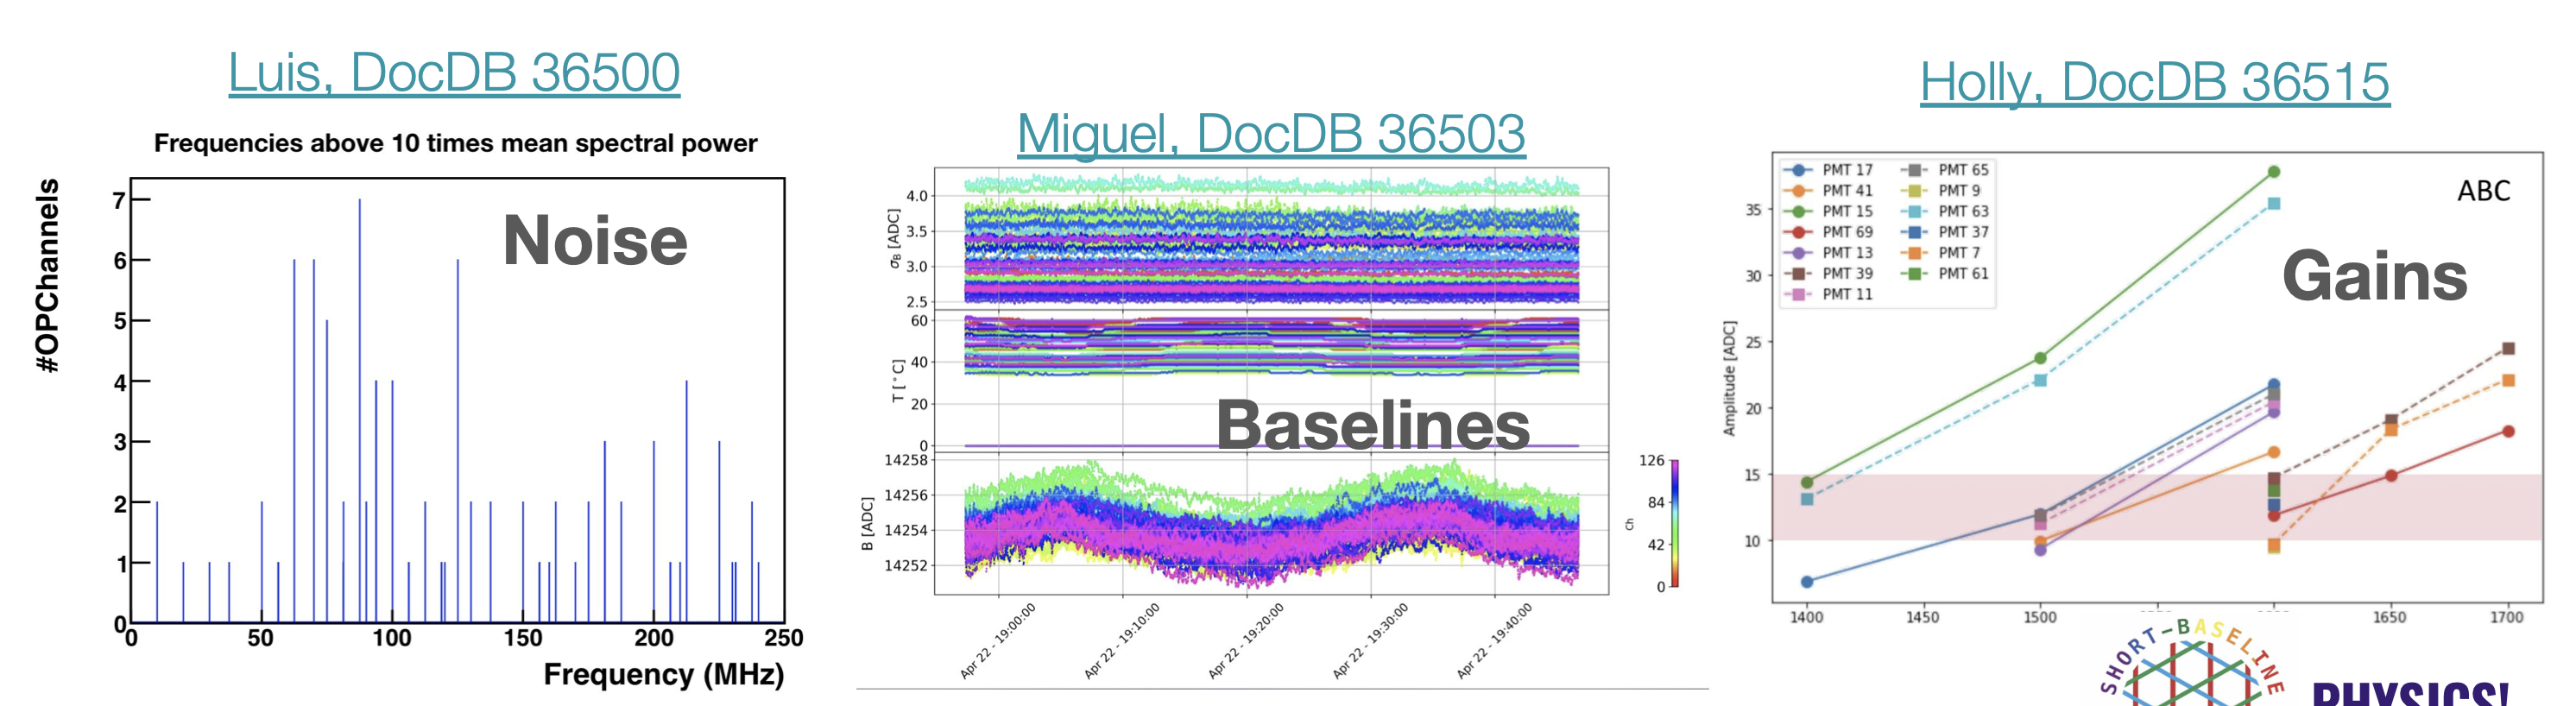 Luis, DocDB 36500
Frequencies above 10 times mean spectral power
#OPChannels
7
6
5
4
3
2
1
0
Noise
0 50 100 150 200 250
Frequency (MHz)
Miguel, DocDB 36503
σB [ADC]
4.0
3.5
3.0
2.5
T [°C]
60
40
20
0
Baselines
B [ADC]
14258
14256
14254
14252
126
84
42
0
Ch
Apr 22 - 19:00:00
Apr 22 - 19:10:00
Apr 22 - 19:20:00
Apr 22 - 19:30:00
Apr 22 - 19:40:00
Holly, DocDB 36515
PMT 17
PMT 41
PMT 15
PMT 69
PMT 13
PMT 39
PMT 11
PMT 65
PMT 9
PMT 63
PMT 37
PMT 7
PMT 61
ABC
Gains
Amplitude [ADC]
35
30
25
20
15
10
1400 1450 1500 1650 1700
SHORT-BASELINE
PHYSICS!